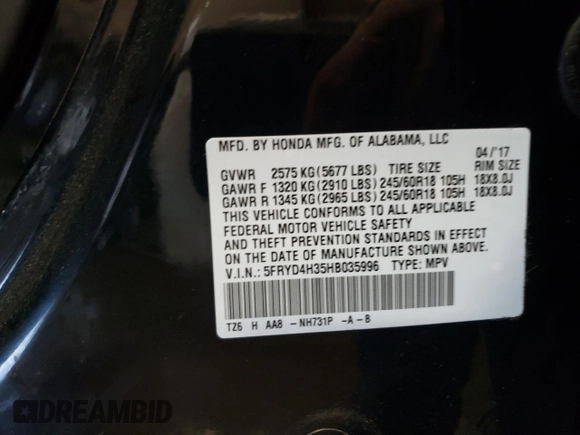 MFD. BY HONDA MFG. OF ALABAMA, LLC
04/'17
GVWR 2575 KG (5677 LBS) TIRE SIZE RIM SIZE
GAWR F 1320 KG (2910 LBS) 245/60R18 105H 18X8.0J
GAWR R 1345 KG (2965 LBS) 245/60R18 105H 18X8.0J
THIS VEHICLE CONFORMS TO ALL APPLICABLE
FEDERAL MOTOR VEHICLE SAFETY
AND THEFT PREVENTION STANDARDS IN EFFECT
ON THE DATE OF MANUFACTURE SHOWN ABOVE.
V.I.N.: 5FRYD4H35HB035996 TYPE: MPV
TZ6 H AA8 - NH731P -A - B
DREAMBID